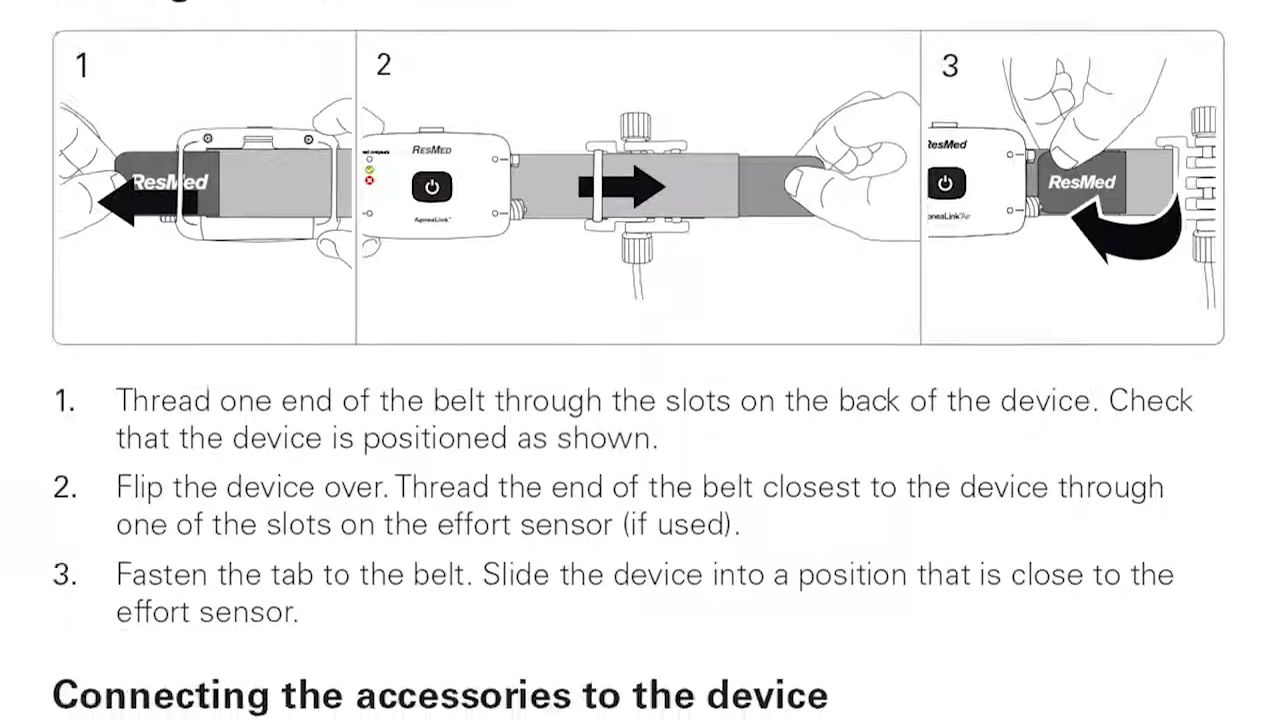 1
2
3
ResMed
RESMED
ApneaLink™
ResMed
ApneaLink Air
ResMed
1. Thread one end of the belt through the slots on the back of the device. Check
that the device is positioned as shown.
2. Flip the device over. Thread the end of the belt closest to the device through
one of the slots on the effort sensor (if used).
3. Fasten the tab to the belt. Slide the device into a position that is close to the
effort sensor.
Connecting the accessories to the device